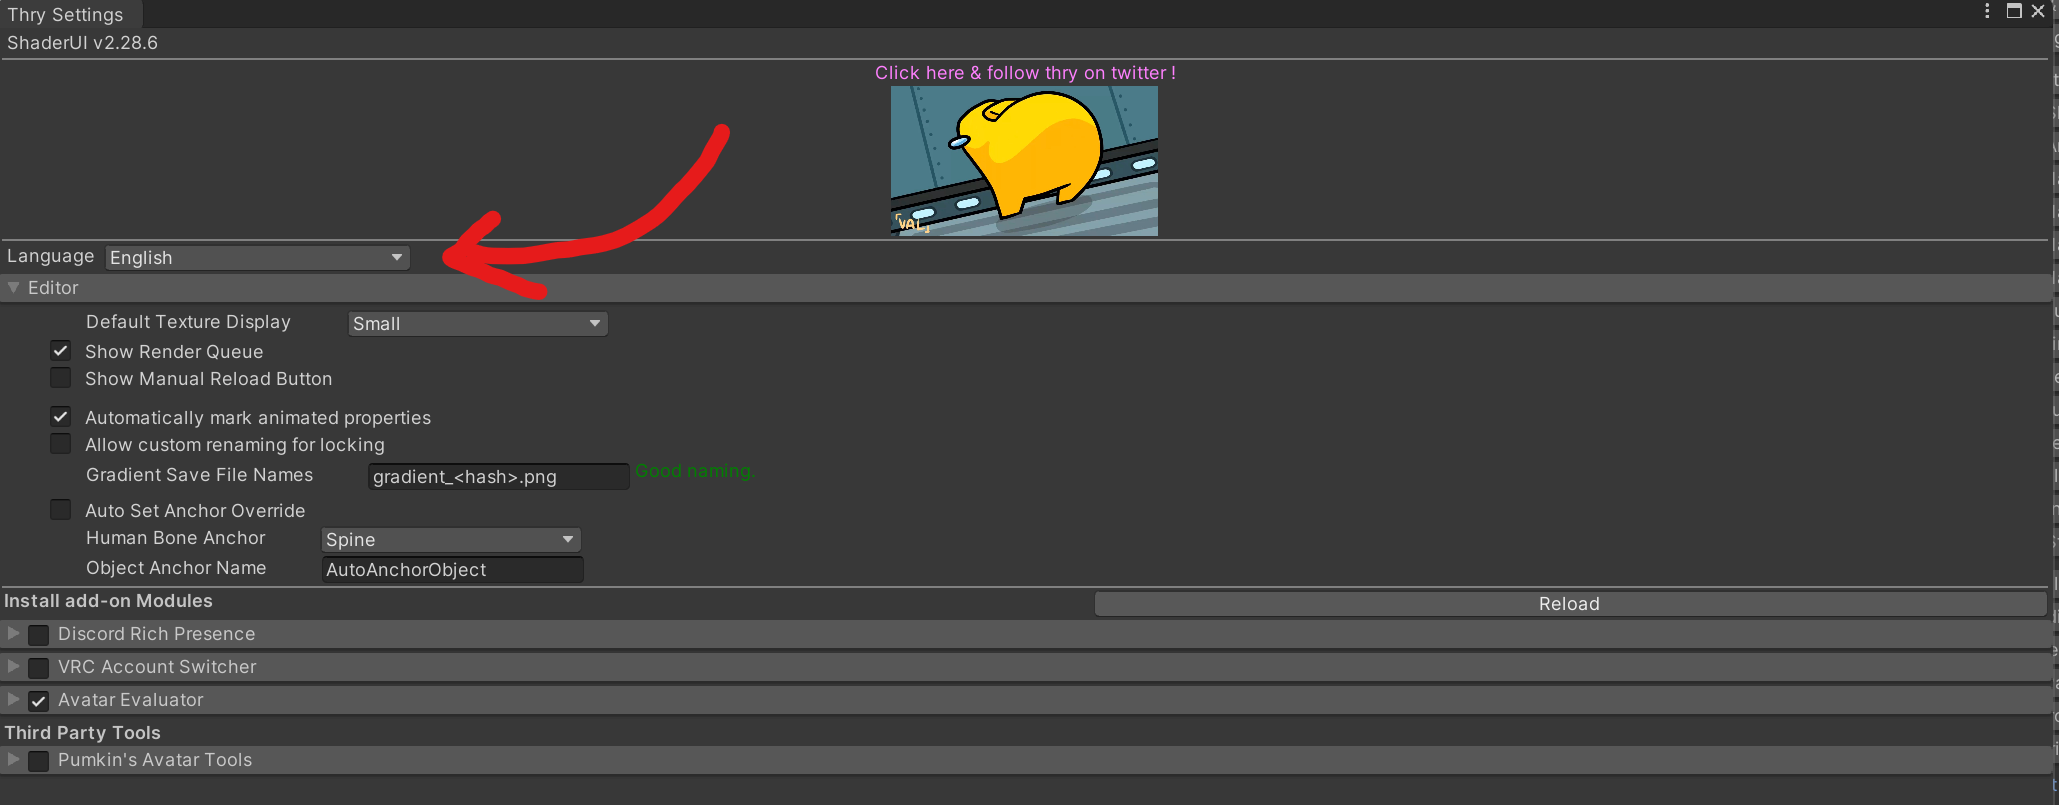 Thry Settings
ShaderUI v2.28.6
Click here & follow thry on twitter !
「VAL」
Language English
Editor
Default Texture Display Small
Show Render Queue
Show Manual Reload Button
Automatically mark animated properties
Allow custom renaming for locking
Gradient Save File Names gradient_<hash>.png Good naming.
Auto Set Anchor Override
Human Bone Anchor Spine
Object Anchor Name AutoAnchorObject
Install add-on Modules Reload
Discord Rich Presence
VRC Account Switcher
Avatar Evaluator
Third Party Tools
Pumkin's Avatar Tools